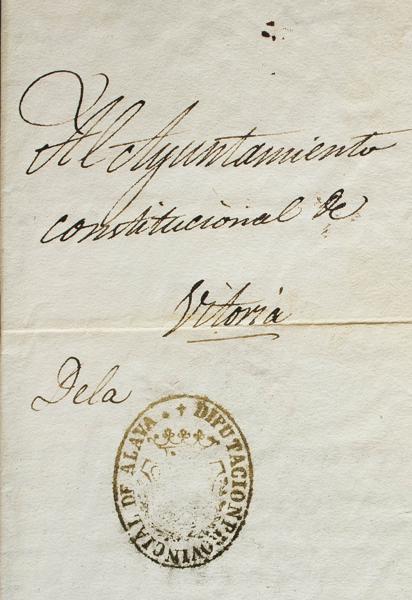 Al Ayuntamiento
constitucional de
Vitoria
Dela
DIPUTACION PROVINCIAL DE ALAVA